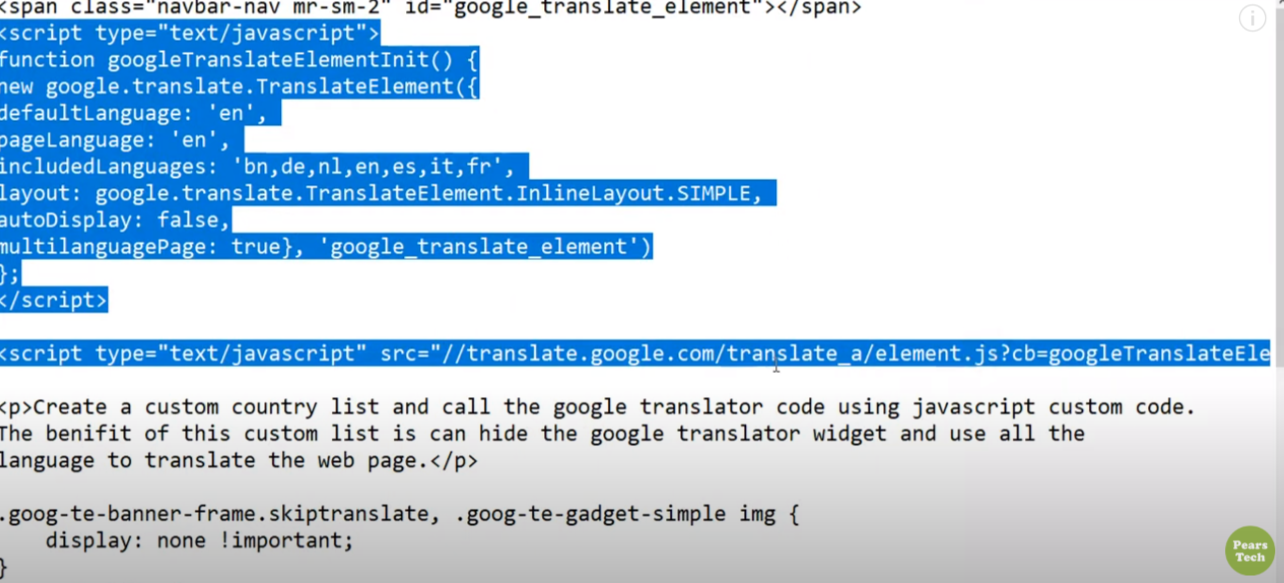 <span class="navbar-nav mr-sm-2" id="google_translate_element"></span>
<script type="text/javascript">
function googleTranslateElementInit() {
new google.translate.TranslateElement({
defaultLanguage: 'en',
pageLanguage: 'en',
includedLanguages: 'bn,de,nl,en,es,it,fr',
layout: google.translate.TranslateElement.InlineLayout.SIMPLE,
autoDisplay: false,
multilanguagePage: true}, 'google_translate_element')
};
</script>
<script type="text/javascript" src="//translate.google.com/translate_a/element.js?cb=googleTranslateEle
<p>Create a custom country list and call the google translator code using javascript custom code.
The benifit of this custom list is can hide the google translator widget and use all the
language to translate the web page.</p>
.goog-te-banner-frame.skiptranslate, .goog-te-gadget-simple img {
display: none !important;
}
Pears
Tech